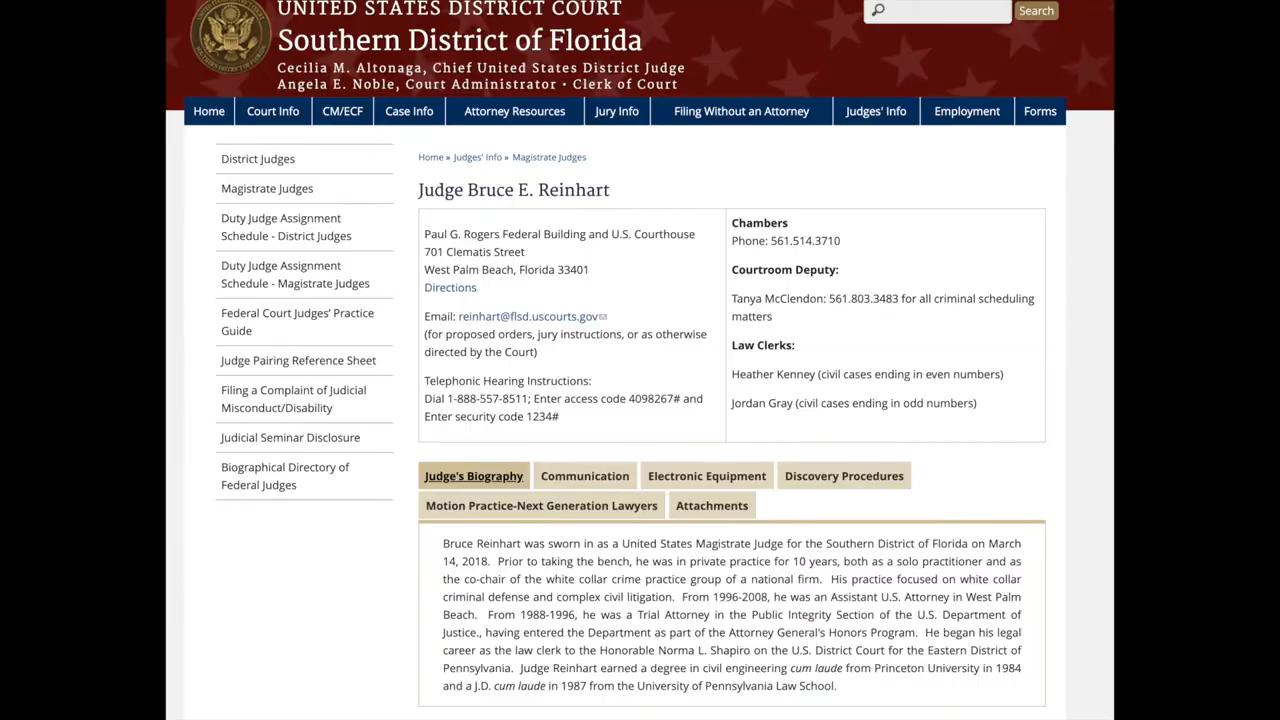 UNITED STATES DISTRICT COURT
Southern District of Florida
Cecilia M. Altonaga, Chief United States District Judge
Angela E. Noble, Court Administrator • Clerk of Court
Search
Home
Court Info
CM/ECF
Case Info
Attorney Resources
Jury Info
Filing Without an Attorney
Judges' Info
Employment
Forms
District Judges
Magistrate Judges
Duty Judge Assignment
Schedule - District Judges
Duty Judge Assignment
Schedule - Magistrate Judges
Federal Court Judges' Practice
Guide
Judge Pairing Reference Sheet
Filing a Complaint of Judicial
Misconduct/Disability
Judicial Seminar Disclosure
Biographical Directory of
Federal Judges
Home » Judges' Info » Magistrate Judges
Judge Bruce E. Reinhart
Paul G. Rogers Federal Building and U.S. Courthouse
701 Clematis Street
West Palm Beach, Florida 33401
Directions
Email: reinhart@flsd.uscourts.gov
(for proposed orders, jury instructions, or as otherwise
directed by the Court)
Telephonic Hearing Instructions:
Dial 1-888-557-8511; Enter access code 4098267# and
Enter security code 1234#
Chambers
Phone: 561.514.3710
Courtroom Deputy:
Tanya McClendon: 561.803.3483 for all criminal scheduling
matters
Law Clerks:
Heather Kenney (civil cases ending in even numbers)
Jordan Gray (civil cases ending in odd numbers)
Judge's Biography
Communication
Electronic Equipment
Discovery Procedures
Motion Practice-Next Generation Lawyers
Attachments
Bruce Reinhart was sworn in as a United States Magistrate Judge for the Southern District of Florida on March
14, 2018. Prior to taking the bench, he was in private practice for 10 years, both as a solo practitioner and as
the co-chair of the white collar crime practice group of a national firm. His practice focused on white collar
criminal defense and complex civil litigation. From 1996-2008, he was an Assistant U.S. Attorney in West Palm
Beach. From 1988-1996, he was a Trial Attorney in the Public Integrity Section of the U.S. Department of
Justice., having entered the Department as part of the Attorney General's Honors Program. He began his legal
career as the law clerk to the Honorable Norma L. Shapiro on the U.S. District Court for the Eastern District of
Pennsylvania. Judge Reinhart earned a degree in civil engineering cum laude from Princeton University in 1984
and a J.D. cum laude in 1987 from the University of Pennsylvania Law School.